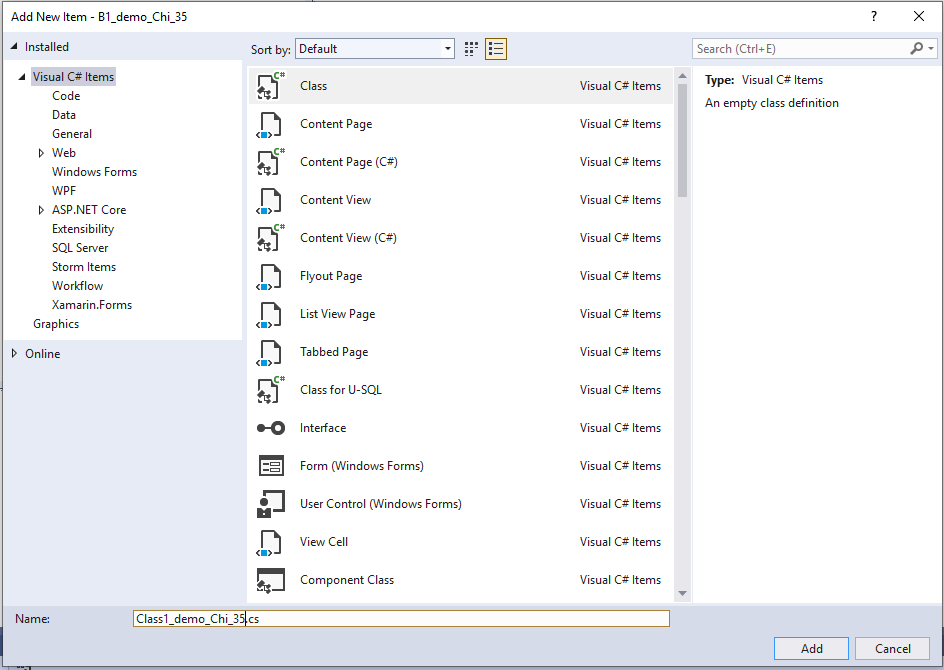 Add New Item - B1_demo_Chi_35
?
Installed
Sort by: Default
Search (Ctrl+E)
Visual C# Items
Code
Data
General
Web
Windows Forms
WPF
ASP.NET Core
Extensibility
SQL Server
Storm Items
Workflow
Xamarin.Forms
Graphics
Online
C# Class Visual C# Items
Content Page Visual C# Items
C# Content Page (C#) Visual C# Items
Content View Visual C# Items
C# Content View (C#) Visual C# Items
Flyout Page Visual C# Items
List View Page Visual C# Items
Tabbed Page Visual C# Items
C# Class for U-SQL Visual C# Items
Interface Visual C# Items
Form (Windows Forms) Visual C# Items
User Control (Windows Forms) Visual C# Items
View Cell Visual C# Items
Component Class Visual C# Items
Type: Visual C# Items
An empty class definition
Name: Class1_demo_Chi_35.cs
Add Cancel